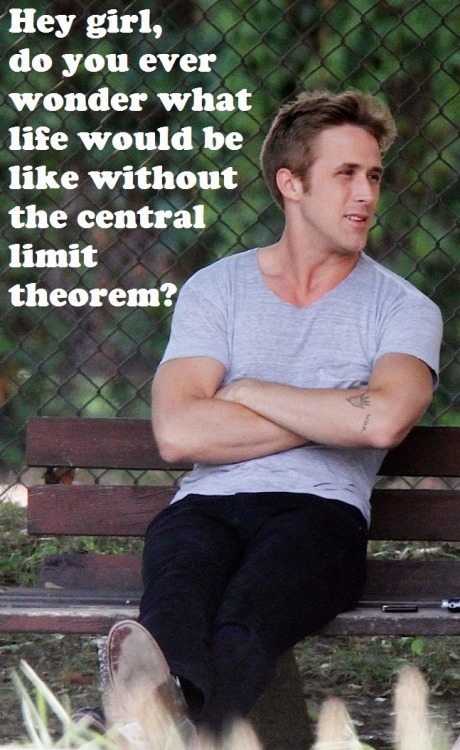 Hey girl,
do you ever
wonder what
life would be
like without
the central
limit
theorem?